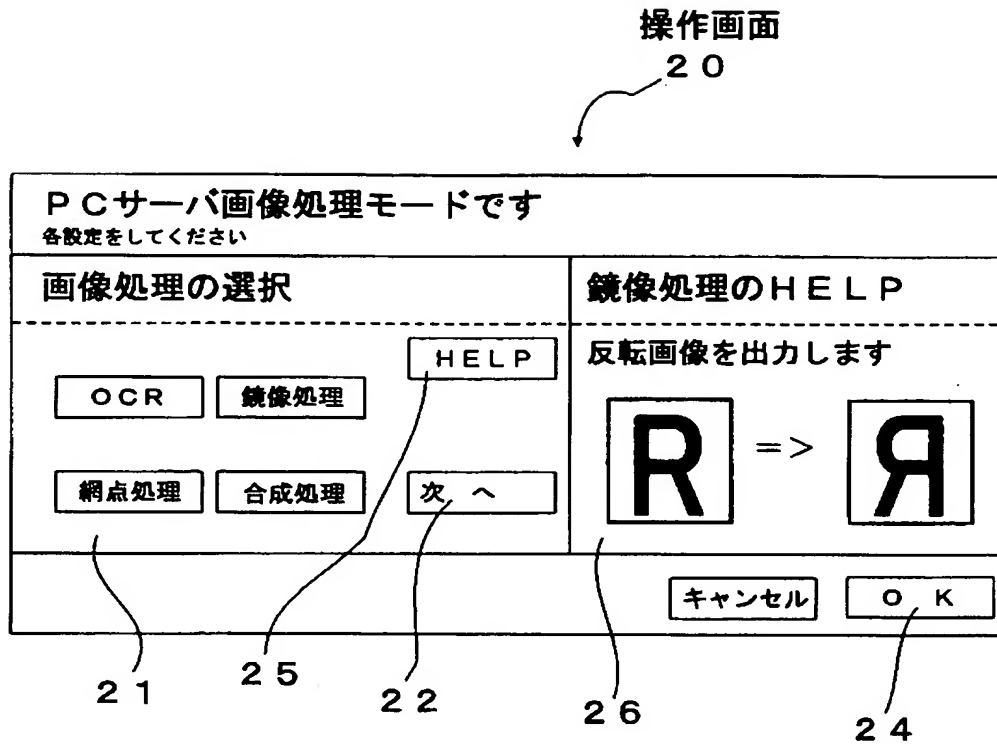 操作画面
20
PCサーバ画像処理モードです
各設定をしてください
画像処理の選択
OCR
鏡像処理
HELP
網点処理
合成処理
次へ
鏡像処理のHELP
反転画像を出力します
R => Я
キャンセル
OK
21
25
22
26
24